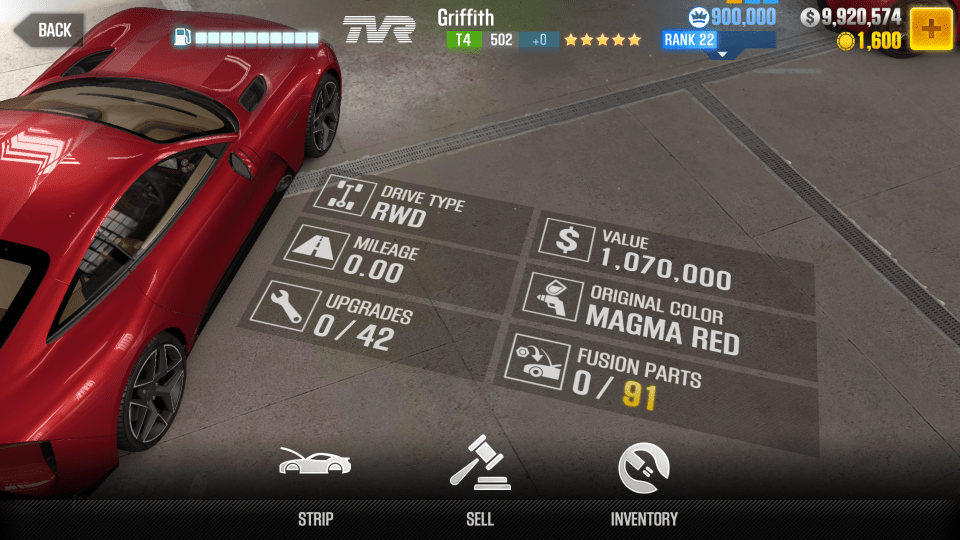 BACK
TVR
Griffith
T4 502 +0
900,000
RANK 22
$ 9,920,574
1,600
DRIVE TYPE
RWD
MILEAGE
0.00
UPGRADES
0 / 42
$ VALUE
1,070,000
ORIGINAL COLOR
MAGMA RED
FUSION PARTS
0 / 91
STRIP
SELL
INVENTORY